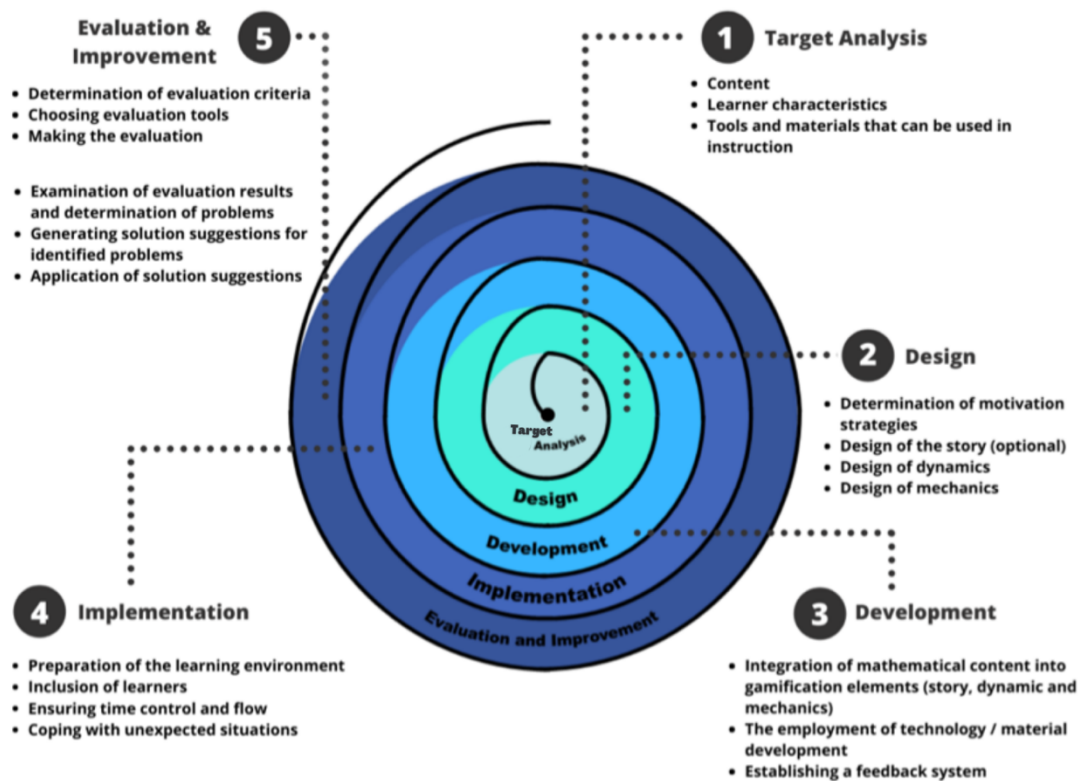 1
Target Analysis
• Content
• Learner characteristics
• Tools and materials that can be used in
instruction
2
Design
• Determination of motivation
strategies
• Design of the story (optional)
• Design of dynamics
• Design of mechanics
3
Development
• Integration of mathematical content into
gamification elements (story, dynamic and
mechanics)
• The employment of technology / material
development
• Establishing a feedback system
4
Implementation
• Preparation of the learning environment
• Inclusion of learners
• Ensuring time control and flow
• Coping with unexpected situations
Evaluation &
Improvement
5
• Determination of evaluation criteria
• Choosing evaluation tools
• Making the evaluation
• Examination of evaluation results
and determination of problems
• Generating solution suggestions for
identified problems
• Application of solution suggestions
Target
Analysis
Design
Development
Implementation
Evaluation and Improvement